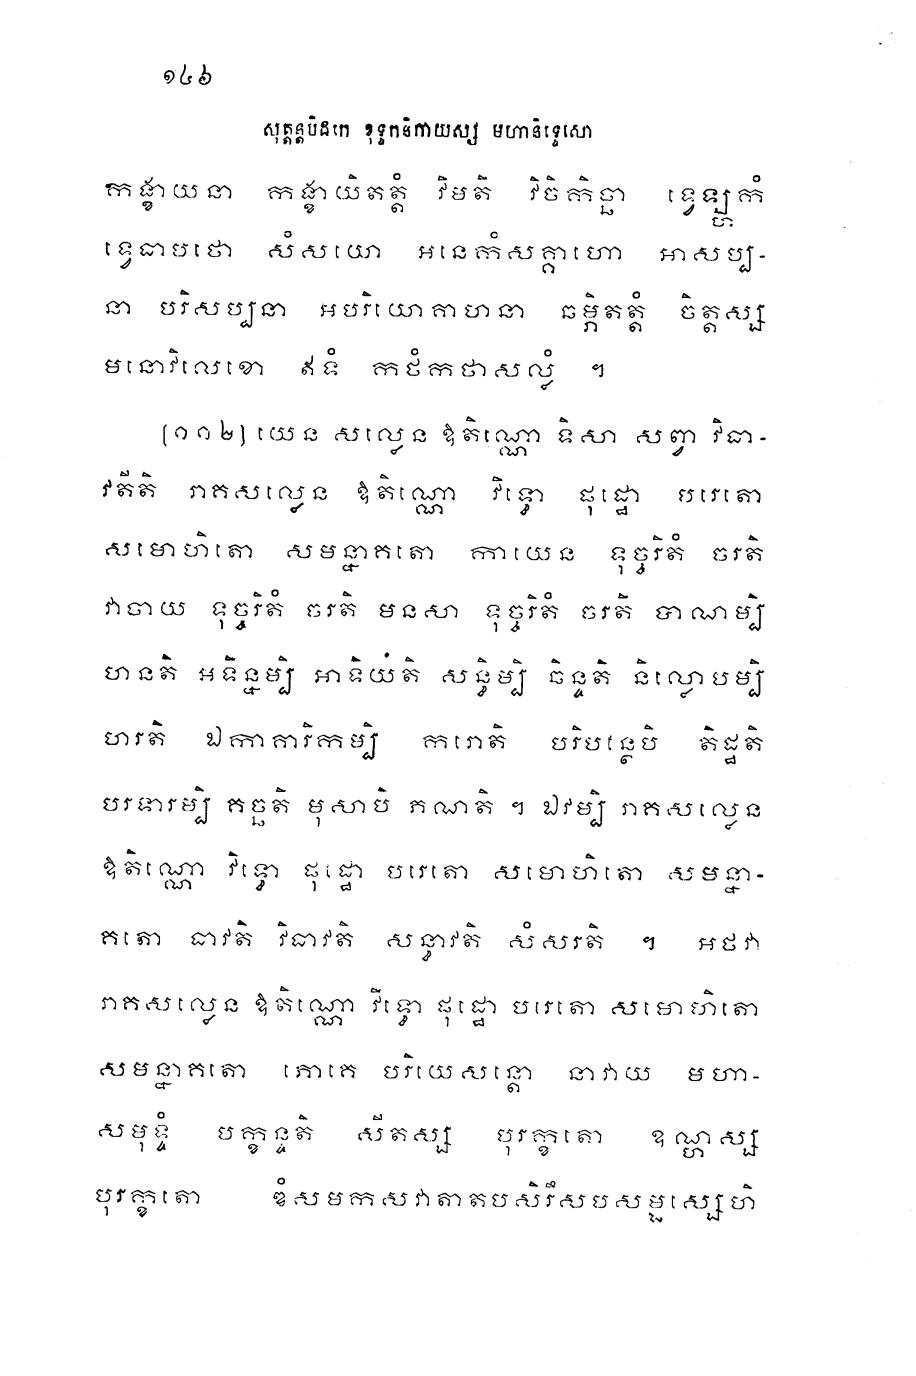 ១៤៦
សុត្តន្តបិដកេ ខុទ្ទកនិកាយស្ស មហានិទ្ទេសោ
កង្ខាយនា កង្ខាយិតត្តំ វិមតិ វិចិកិច្ឆា ទ្វេឡ្ហកំ
ទ្វេធាបថោ សំសយោ អនេកំសគ្គាហោ អាសប្ប-
នា បរិសប្បនា អបរិយោគាហនា ឆម្ភិតត្តំ ចិត្តស្ស
មនោវិលេខោ ឥទំ កថំកថាសល្លំ ។
(១១២) យេន សល្លេន ឱតិណ្ណោ ទិសា សព្វា វិធា-
វតីតិ រាគសល្លេន ឱតិណ្ណោ វិទ្ធោ ផុដ្ឋោ បរេតោ
សមោហិតោ សមន្នាគតោ កាយេន ទុច្ចរិតំ ចរតិ
វាចាយ ទុច្ចរិតំ ចរតិ មនសា ទុច្ចរិតំ ចរតិ បាណម្បិ
ហនតិ អទិន្នម្បិ អាទិយតិ សន្ធិម្បិ ឆិន្ទតិ និល្លោបម្បិ
ហរតិ ឯកាគារិកម្បិ ករោតិ បរិបន្ថេបិ តិដ្ឋតិ
បរទារម្បិ គច្ឆតិ មុសាបិ ភណតិ ។ ឯវម្បិ រាគសល្លេន
ឱតិណ្ណោ វិទ្ធោ ផុដ្ឋោ បរេតោ សមោហិតោ សមន្នា-
គតោ ធាវតិ វិធាវតិ សន្ធាវតិ សំសរតិ ។ អថវា
រាគសល្លេន ឱតិណ្ណោ វិទ្ធោ ផុដ្ឋោ បរេតោ សមោហិតោ
សមន្នាគតោ ភោគេ បរិយេសន្តោ នាវាយ មហា-
សមុទ្ទំ បក្ខន្ទតិ សីតស្ស បុរក្ខតោ ឧណ្ហស្ស
បុរក្ខតោ ឌំសមកសវាតាតបសិរឹសបសម្ផស្សេហិ